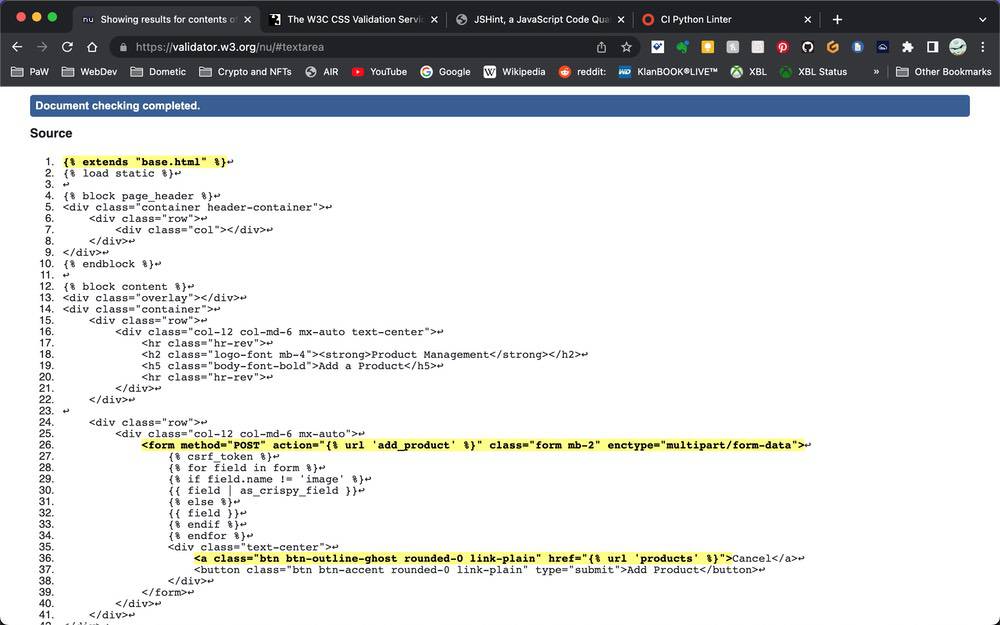 Showing results for contents of
The W3C CSS Validation Servic
JSHint, a JavaScript Code Qua
CI Python Linter
https://validator.w3.org/nu/#textarea
PaW WebDev Dometic Crypto and NFTs AIR YouTube Google Wikipedia reddit: KlanBOOK®LIVE™ XBL XBL Status » Other Bookmarks
Document checking completed.
Source
1. {% extends "base.html" %}↩
2. {% load static %}↩
3. ↩
4. {% block page_header %}↩
5. <div class="container header-container">↩
6. <div class="row">↩
7. <div class="col"></div>↩
8. </div>↩
9. </div>↩
10. {% endblock %}↩
11. ↩
12. {% block content %}↩
13. <div class="overlay"></div>↩
14. <div class="container">↩
15. <div class="row">↩
16. <div class="col-12 col-md-6 mx-auto text-center">↩
17. <hr class="hr-rev">↩
18. <h2 class="logo-font mb-4"><strong>Product Management</strong></h2>↩
19. <h5 class="body-font-bold">Add a Product</h5>↩
20. <hr class="hr-rev">↩
21. </div>↩
22. </div>↩
23. ↩
24. <div class="row">↩
25. <div class="col-12 col-md-6 mx-auto">↩
26. <form method="POST" action="{% url 'add_product' %}" class="form mb-2" enctype="multipart/form-data">↩
27. {% csrf_token %}↩
28. {% for field in form %}↩
29. {% if field.name != 'image' %}↩
30. {{ field | as_crispy_field }}↩
31. {% else %}↩
32. {{ field }}↩
33. {% endif %}↩
34. {% endfor %}↩
35. <div class="text-center">↩
36. <a class="btn btn-outline-ghost rounded-0 link-plain" href="{% url 'products' %}">Cancel</a>↩
37. <button class="btn btn-accent rounded-0 link-plain" type="submit">Add Product</button>↩
38. </div>↩
39. </form>↩
40. </div>↩
41. </div>↩